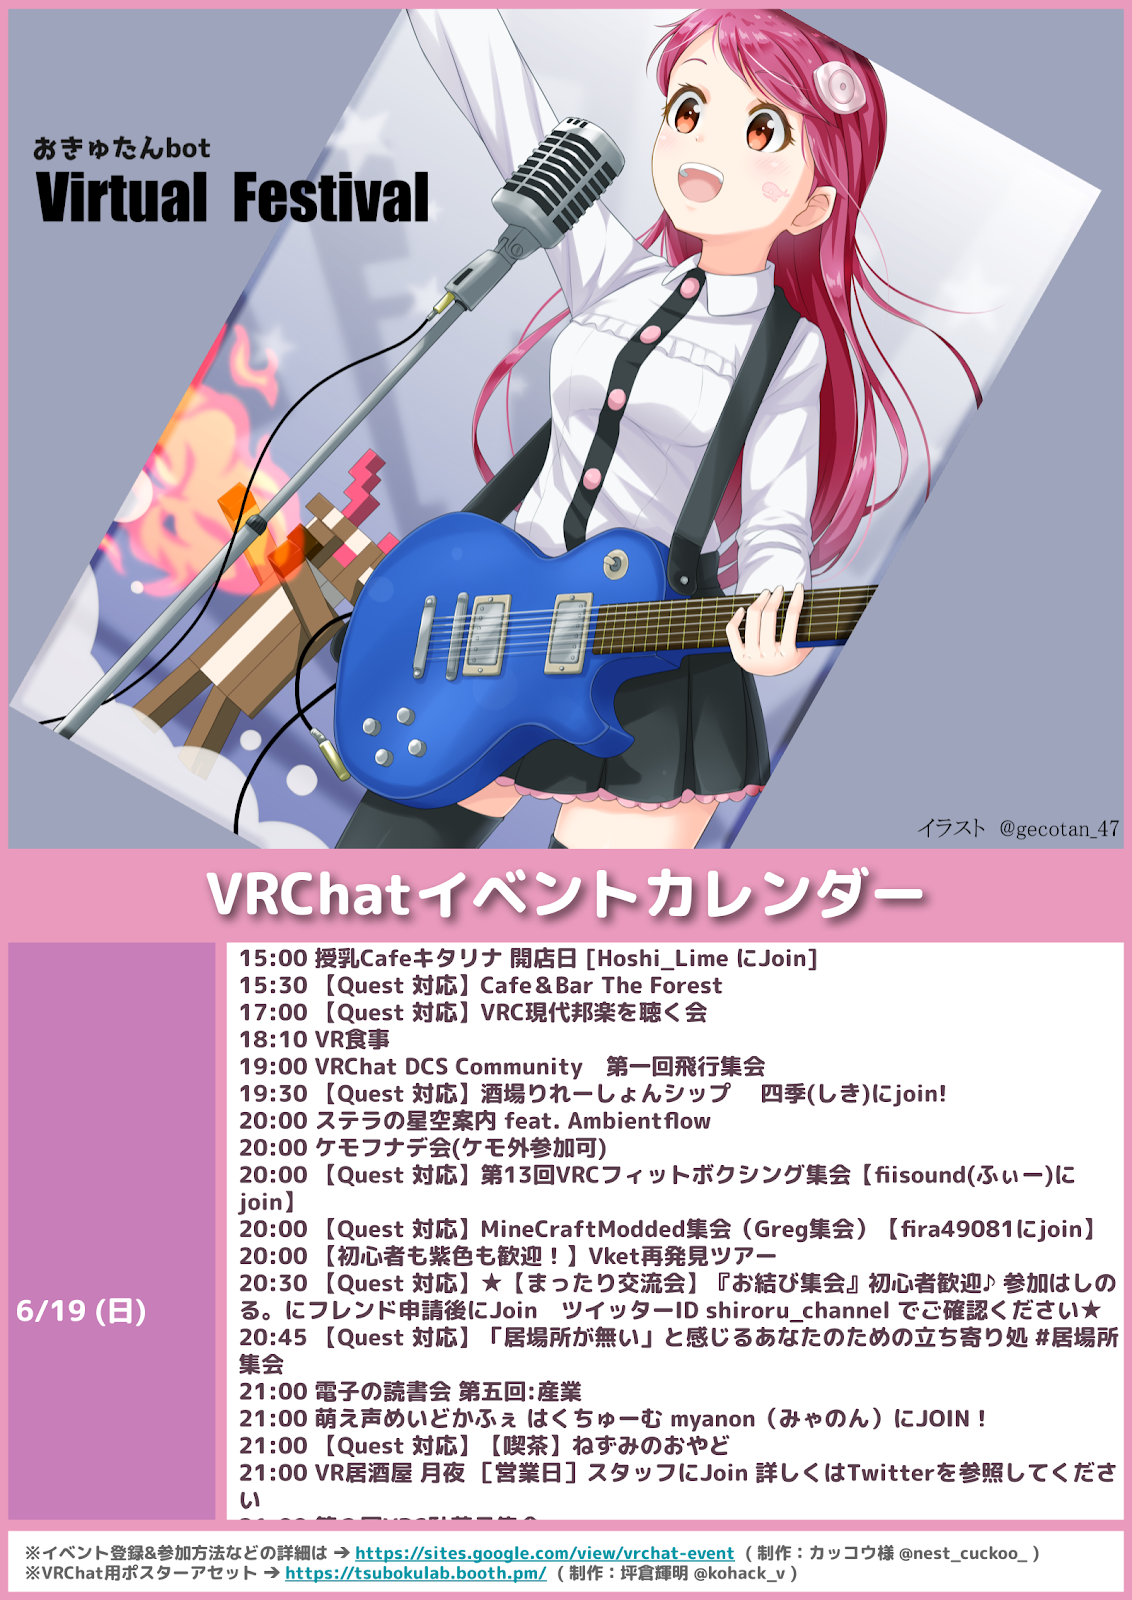 おきゅたんbot
Virtual Festival
イラスト @gecotan_47
VRChatイベントカレンダー
6/19 (日)
15:00 授乳Cafeキタリナ 開店日 [Hoshi_Lime にJoin]
15:30 【Quest 対応】Cafe＆Bar The Forest
17:00 【Quest 対応】VRC現代邦楽を聴く会
18:10 VR食事
19:00 VRChat DCS Community　第一回飛行集会
19:30 【Quest 対応】酒場りれーしょんシップ　四季(しき)にjoin!
20:00 ステラの星空案内 feat. Ambientflow
20:00 ケモフナデ会(ケモ外参加可)
20:00 【Quest 対応】第13回VRCフィットボクシング集会【fiisound(ふぃー)に
join】
20:00 【Quest 対応】MineCraftModded集会（Greg集会）【fira49081にjoin】
20:00 【初心者も紫色も歓迎！】Vket再発見ツアー
20:30 【Quest 対応】★【まったり交流会】『お結び集会』初心者歓迎♪ 参加はしの
る。にフレンド申請後にJoin　ツイッターID shiroru_channel でご確認ください★
20:45 【Quest 対応】「居場所が無い」と感じるあなたのための立ち寄り処 #居場所
集会
21:00 電子の読書会 第五回:産業
21:00 萌え声めいどかふぇ はくちゅーむ myanon（みゃのん）にJOIN！
21:00 【Quest 対応】【喫茶】ねずみのおやど
21:00 VR居酒屋 月夜 ［営業日］スタッフにJoin 詳しくはTwitterを参照してくださ
い
※イベント登録&参加方法などの詳細は ➔ https://sites.google.com/view/vrchat-event ( 制作：カッコウ様 @nest_cuckoo_ )
※VRChat用ポスターアセット ➔ https://tsubokulab.booth.pm/ ( 制作：坪倉輝明 @kohack_v )